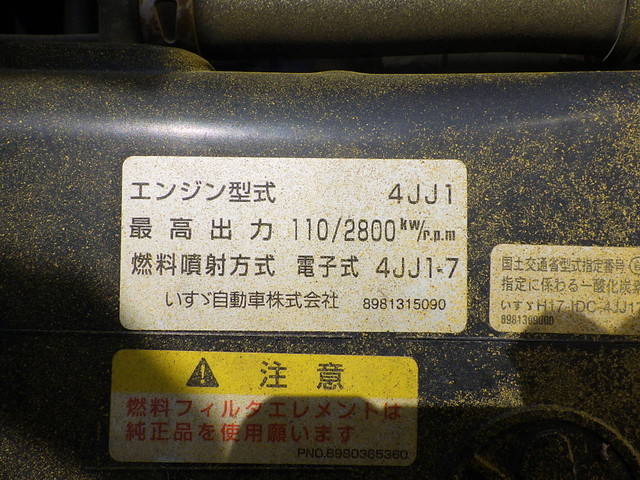 エンジン型式 4JJ1
最高出力 110/2800 kw/r.p.m
燃料噴射方式 電子式 4JJ1-7
いすゞ自動車株式会社 8981315090
国土交通省型式指定番号
指定に係わる一酸化炭
いすゞH17-IDC-4JJ1
注意
燃料フィルタエレメントは
純正品を使用願います
PNO.8980365360